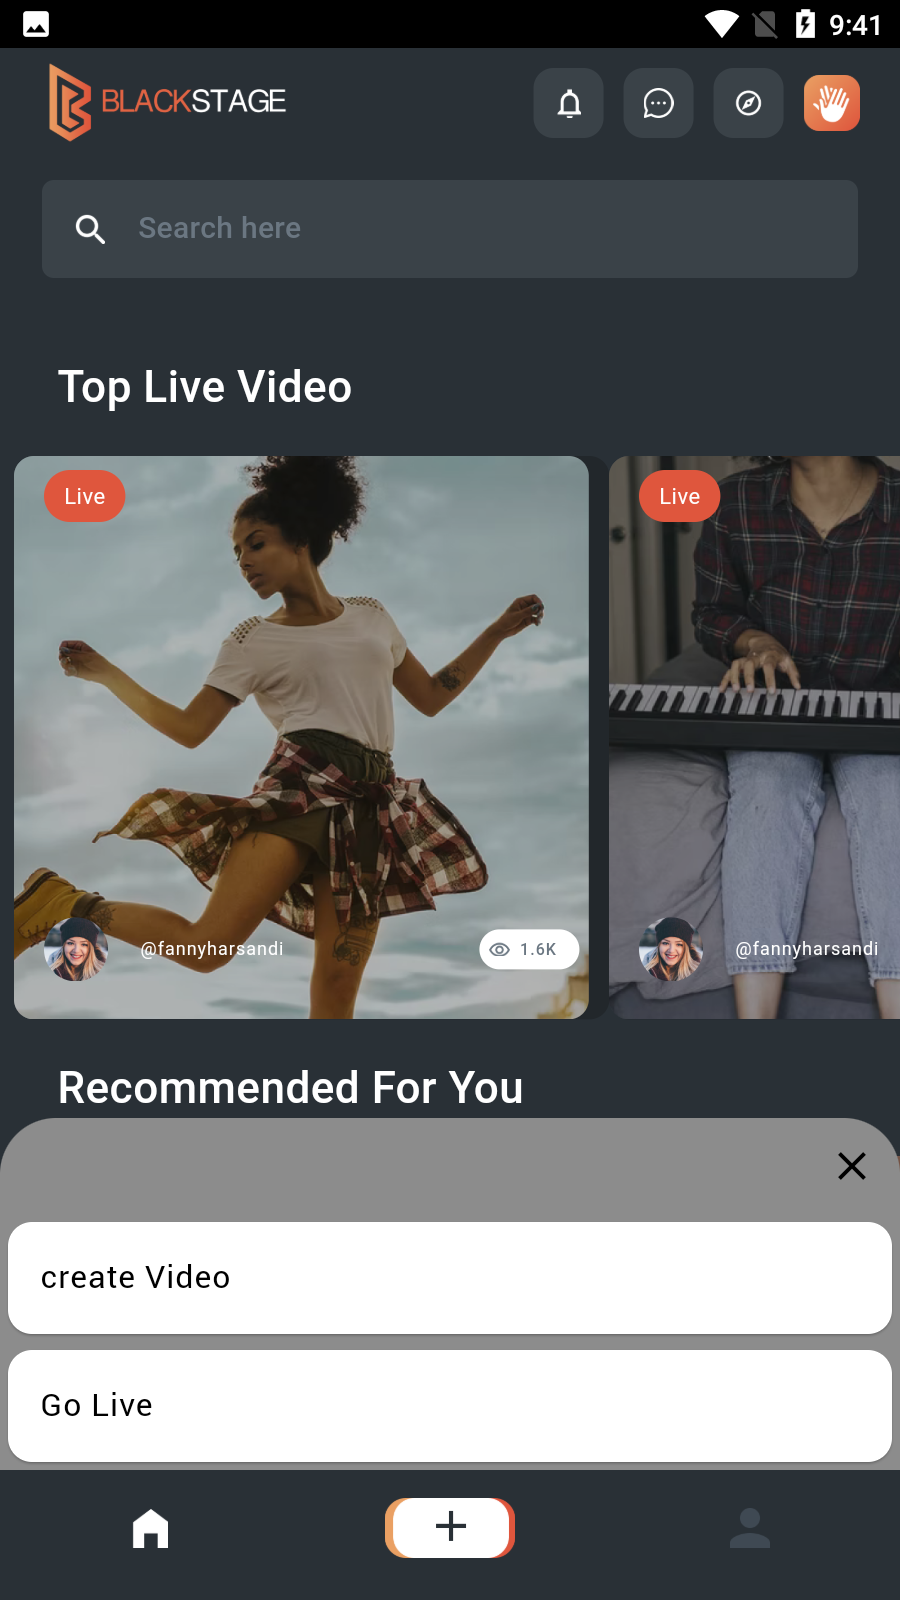 9:41
BLACKSTAGE
Search here
Top Live Video
Live
Live
@fannyharsandi
1.6K
@fannyharsandi
Recommended For You
create Video
Go Live